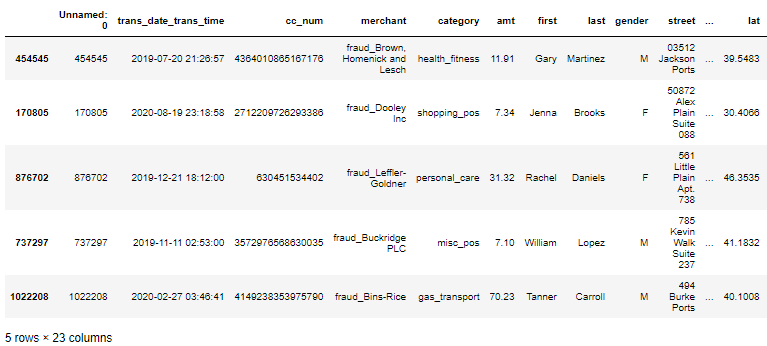 Unnamed: 0 trans_date_trans_time cc_num merchant category amt first last gender street ... lat
454545 454545 2019-07-20 21:26:57 4364010865167176 fraud_Brown, Homenick and Lesch health_fitness 11.91 Gary Martinez M 03512 Jackson Ports ... 39.5483
170805 170805 2020-08-19 23:18:58 2712209726293386 fraud_Dooley Inc shopping_pos 7.34 Jenna Brooks F 50872 Alex Plain Suite 088 ... 30.4066
876702 876702 2019-12-21 18:12:00 630451534402 fraud_Leffler-Goldner personal_care 31.32 Rachel Daniels F 561 Little Plain Apt. 738 ... 46.3535
737297 737297 2019-11-11 02:53:00 3572976568630035 fraud_Buckridge PLC misc_pos 7.10 William Lopez M 785 Kevin Walk Suite 237 ... 41.1832
1022208 1022208 2020-02-27 03:46:41 4149238353975790 fraud_Bins-Rice gas_transport 70.23 Tanner Carroll M 494 Burke Ports ... 40.1008
5 rows × 23 columns